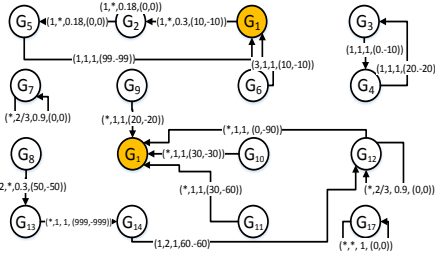 (1,*,0.18,(0,0))
G5 (1,*,0.18,(0,0)) G2 (1,*,0.3,(10,-10)) G1 G3
(1,1,1,(0.-10))
(1,1,1,(99.-99)) (3,1,1,(10,-10)) (1,1,1,(20.-20)
G7 G9 G6 G4
(*,2/3,0.9,(0,0)) (*,1,1,(20,-20))
(*,1,1, (0,-90))
G8 G1 (*,1,1,(30,-30)) G10 G12
2,*,0.3,(50,-50)) (*,1,1,(30,-60)) (*,2/3, 0.9, (0,0))
G13 (*,1, 1, (999,-999)) G14 G11 G17
(1,2,1,60.-60)) (*,*, 1, (0,0))